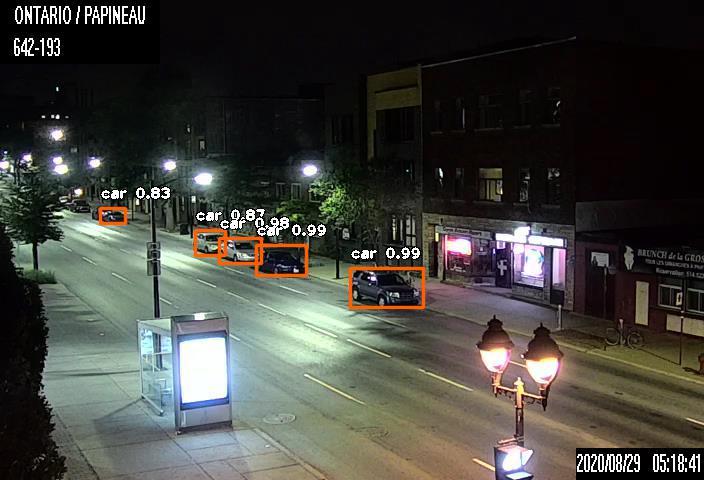 ONTARIO / PAPINEAU
642-193
car 0.83
car 0.87
car 0.98
car 0.99
car 0.99
BRUNCH de la GROS
2020/08/29 05:18:41